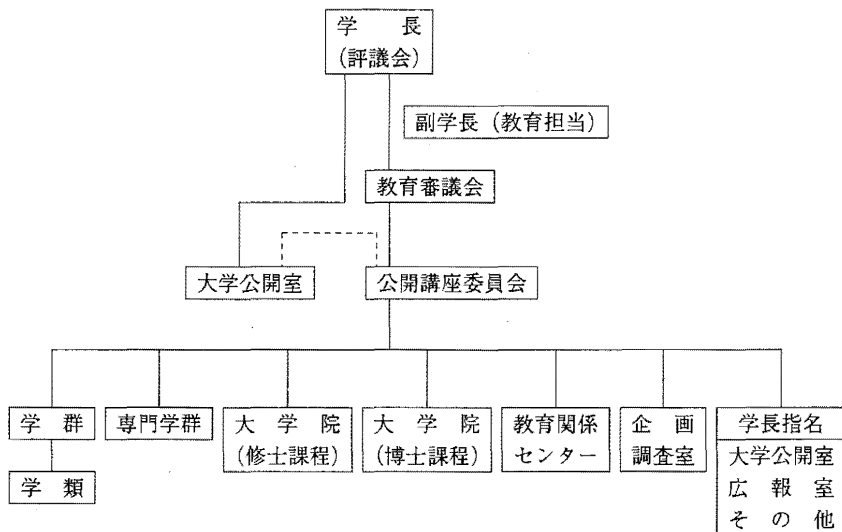 学長
(評議会)
副学長(教育担当)
教育審議会
大学公開室
公開講座委員会
学群
専門学群
大学院
(修士課程)
大学院
(博士課程)
教育関係
センター
企画
調査室
学長指名
大学公開室
広報室
その他
学類